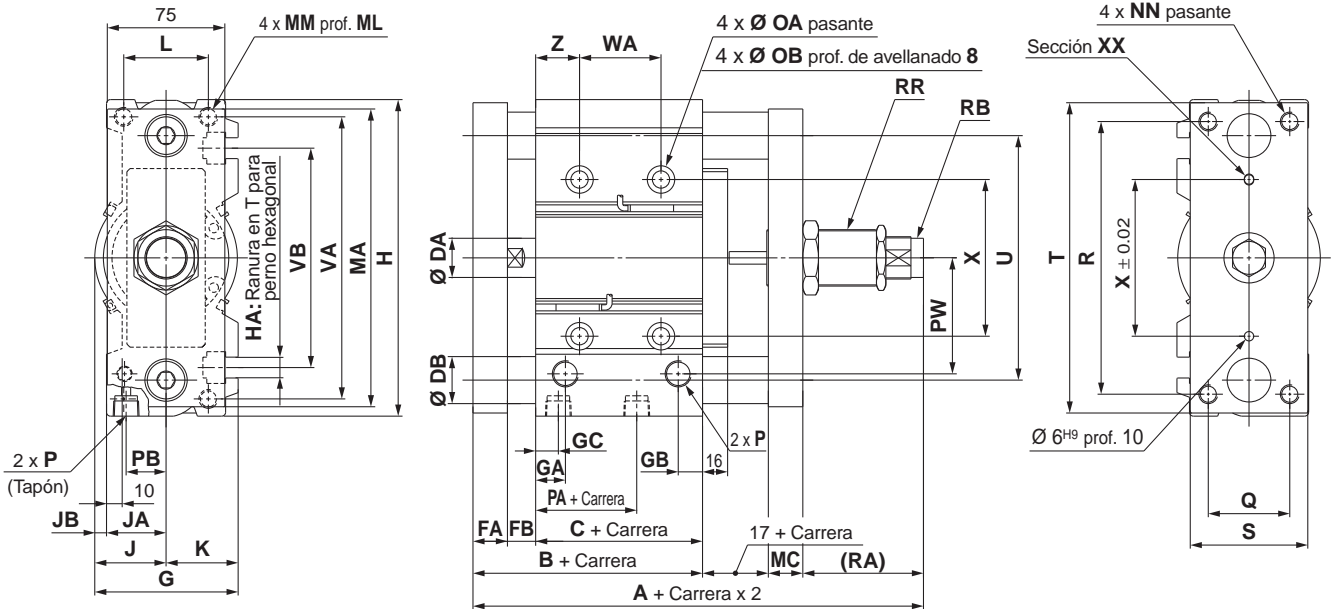 75
L
4 x MM prof. ML
HA: Ranura en T para
perno hexagonal
VB
VA
MA
H
2 x P
(Tapón)
PB
10
JB
JA
J
K
G
Z
WA
4 x Ø OA pasante
4 x Ø OB prof. de avellanado 8
RR
RB
Ø DA
Ø DB
X
U
PW
GC
GA
GB
16
2 x P
PA + Carrera
FA
FB
C + Carrera
17 + Carrera
B + Carrera
MC
(RA)
A + Carrera x 2
4 x NN pasante
Sección XX
T
R
X ± 0.02
Ø 6H9 prof. 10
Q
S